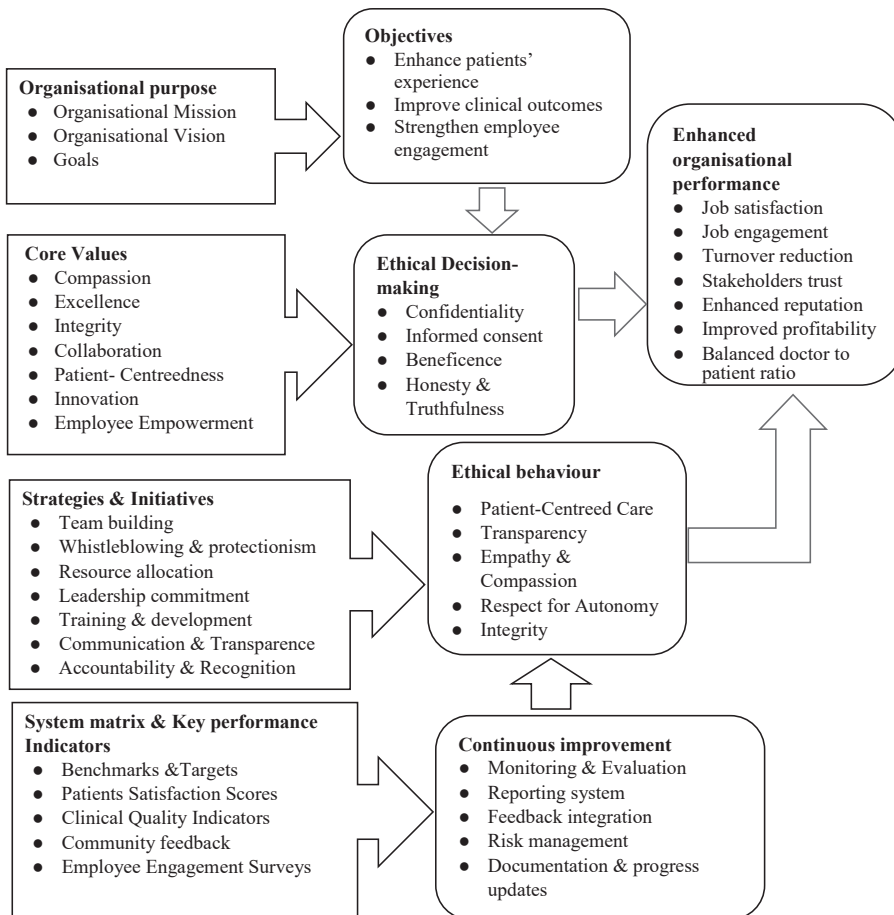 Organisational purpose
● Organisational Mission
● Organisational Vision
● Goals
Objectives
● Enhance patients’
experience
● Improve clinical outcomes
● Strengthen employee
engagement
Core Values
● Compassion
● Excellence
● Integrity
● Collaboration
● Patient- Centreedness
● Innovation
● Employee Empowerment
Ethical Decision-
making
● Confidentiality
● Informed consent
● Beneficence
● Honesty &
Truthfulness
Enhanced
organisational
performance
● Job satisfaction
● Job engagement
● Turnover reduction
● Stakeholders trust
● Enhanced reputation
● Improved profitability
● Balanced doctor to
patient ratio
Strategies & Initiatives
● Team building
● Whistleblowing & protectionism
● Resource allocation
● Leadership commitment
● Training & development
● Communication & Transparence
● Accountability & Recognition
Ethical behaviour
● Patient-Centreed Care
● Transparency
● Empathy &
Compassion
● Respect for Autonomy
● Integrity
System matrix & Key performance
Indicators
● Benchmarks &Targets
● Patients Satisfaction Scores
● Clinical Quality Indicators
● Community feedback
● Employee Engagement Surveys
Continuous improvement
● Monitoring & Evaluation
● Reporting system
● Feedback integration
● Risk management
● Documentation & progress
updates